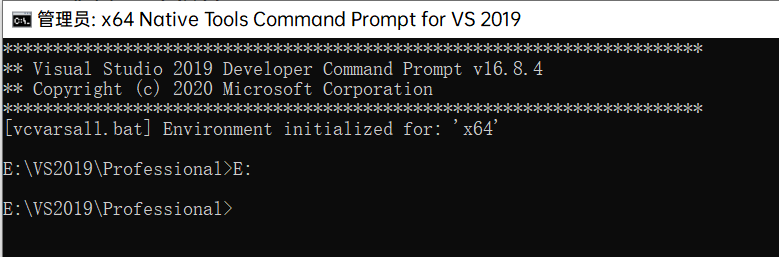 管理员: x64 Native Tools Command Prompt for VS 2019
**********************************************************************
** Visual Studio 2019 Developer Command Prompt v16.8.4
** Copyright (c) 2020 Microsoft Corporation
**********************************************************************
[vcvarsall.bat] Environment initialized for: 'x64'
E:\VS2019\Professional>E:
E:\VS2019\Professional>